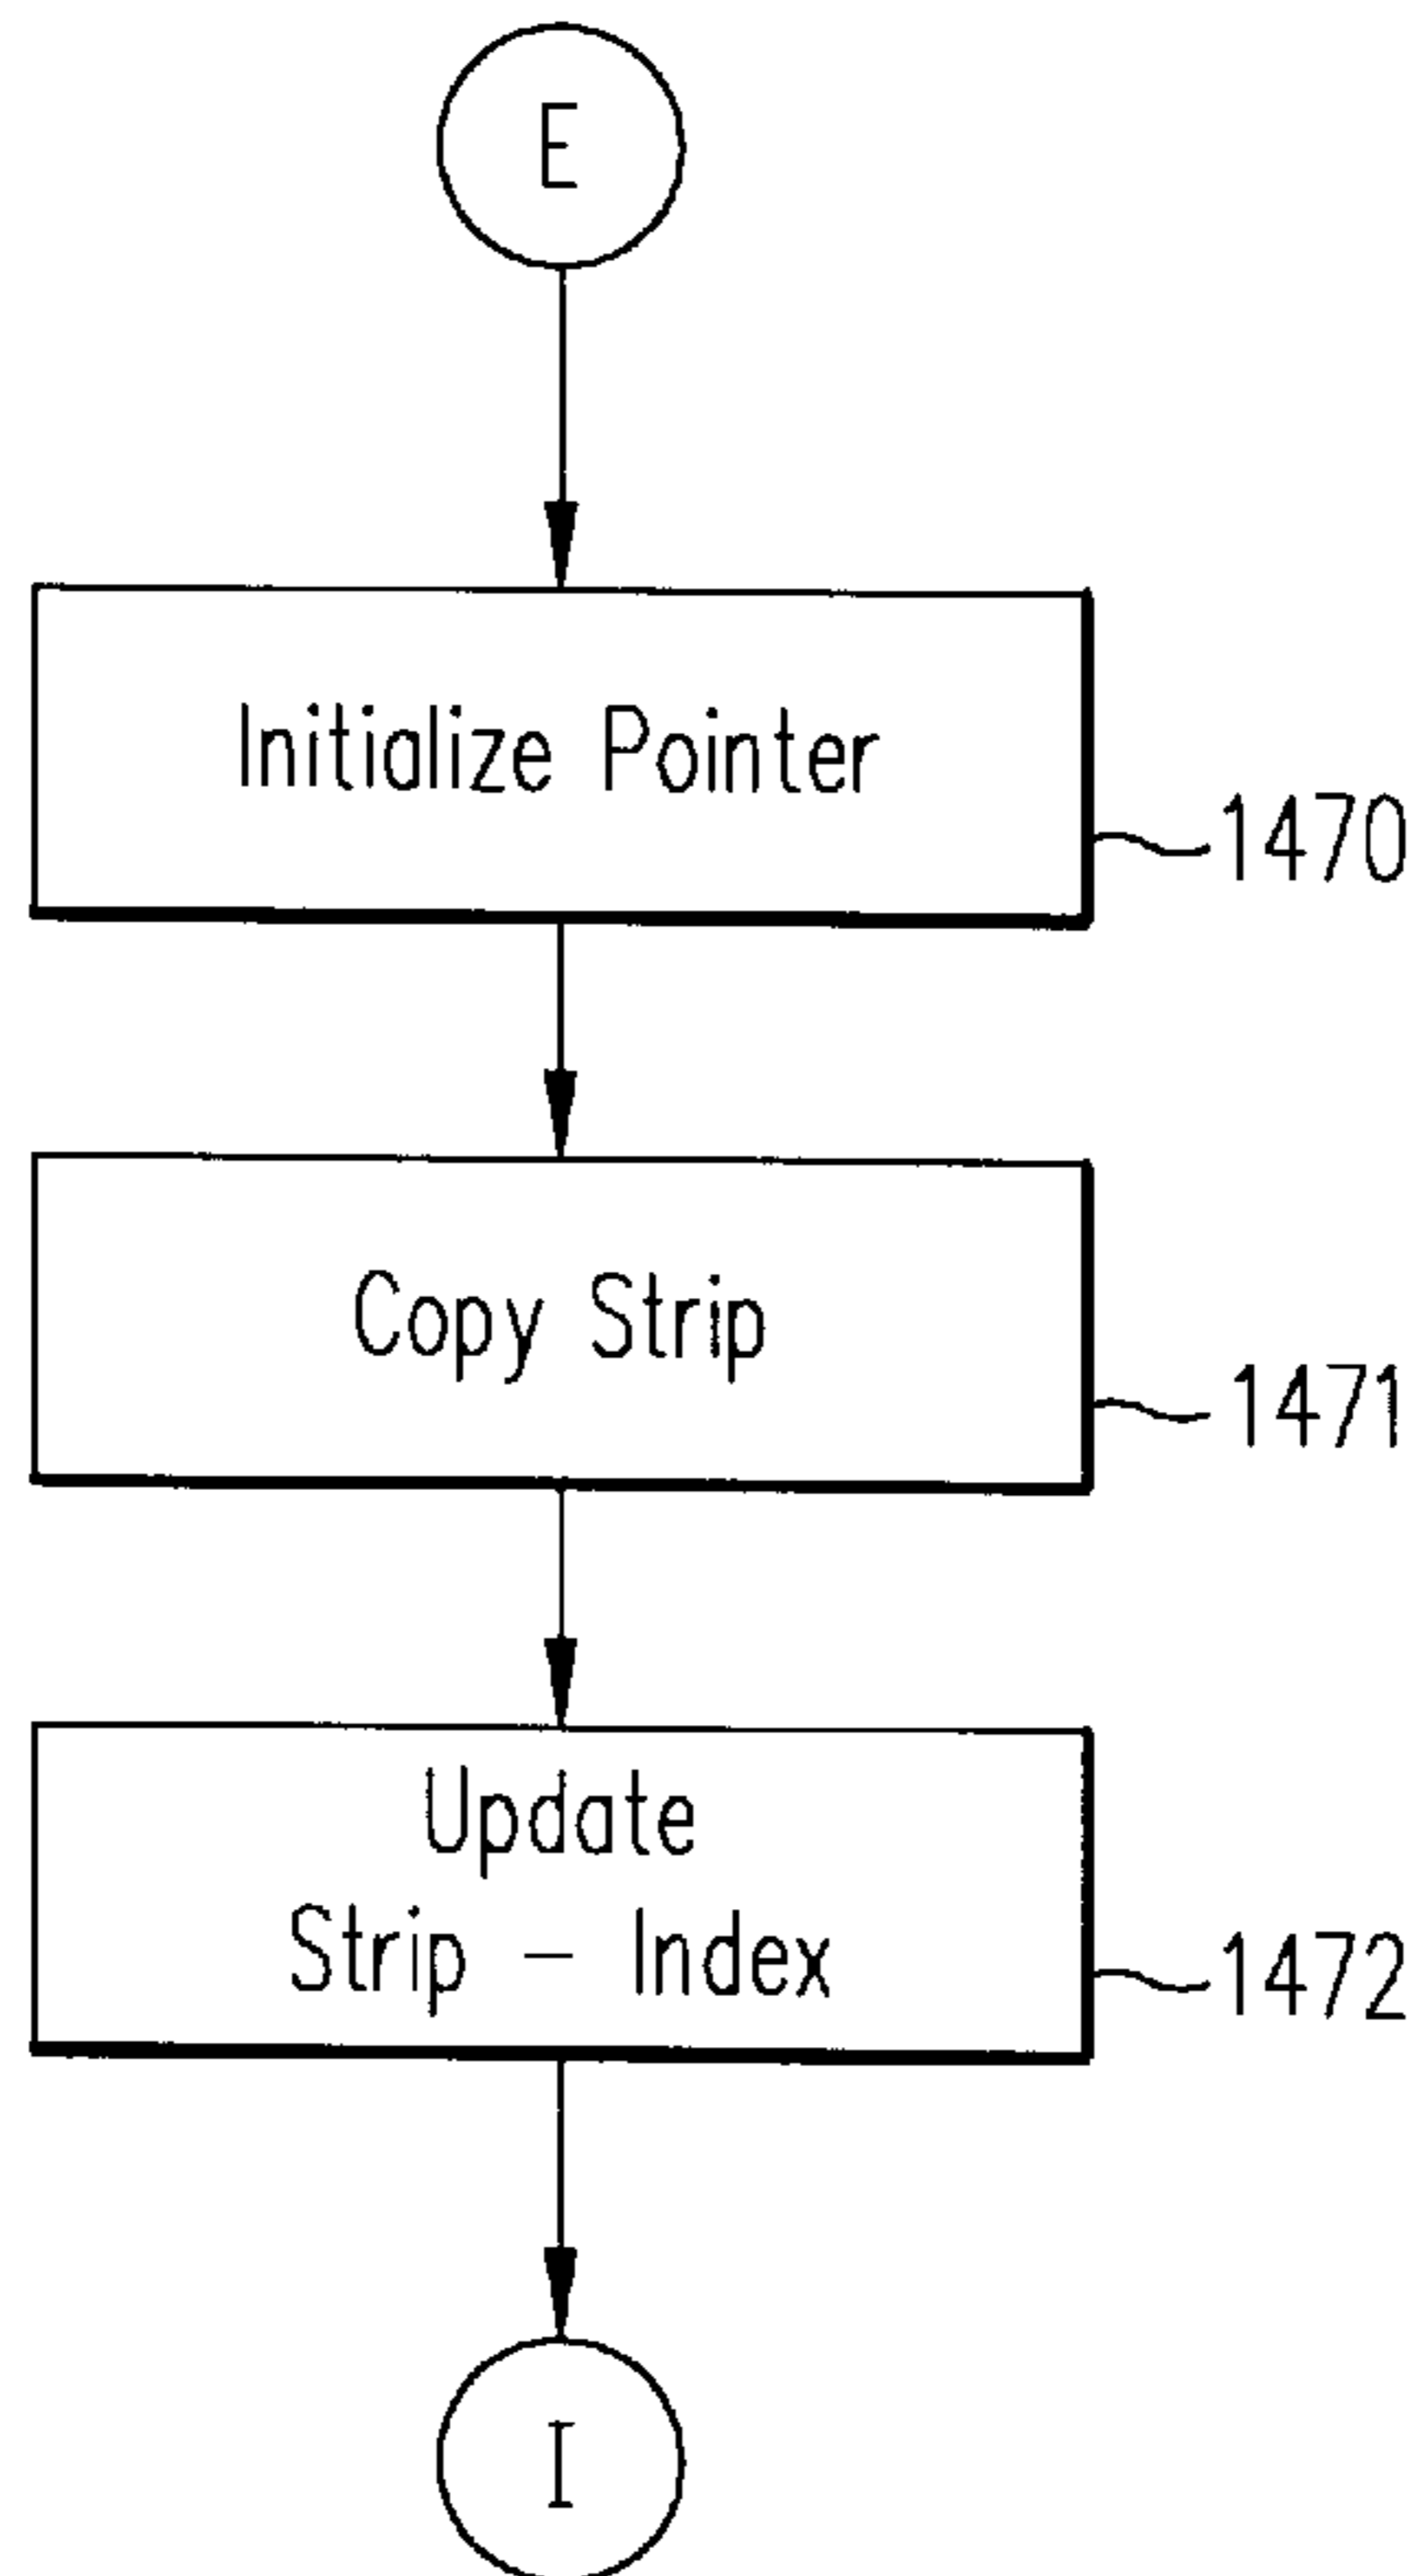 E
Initialize Pointer
1470
Copy Strip
1471
Update
Strip – Index
1472
I